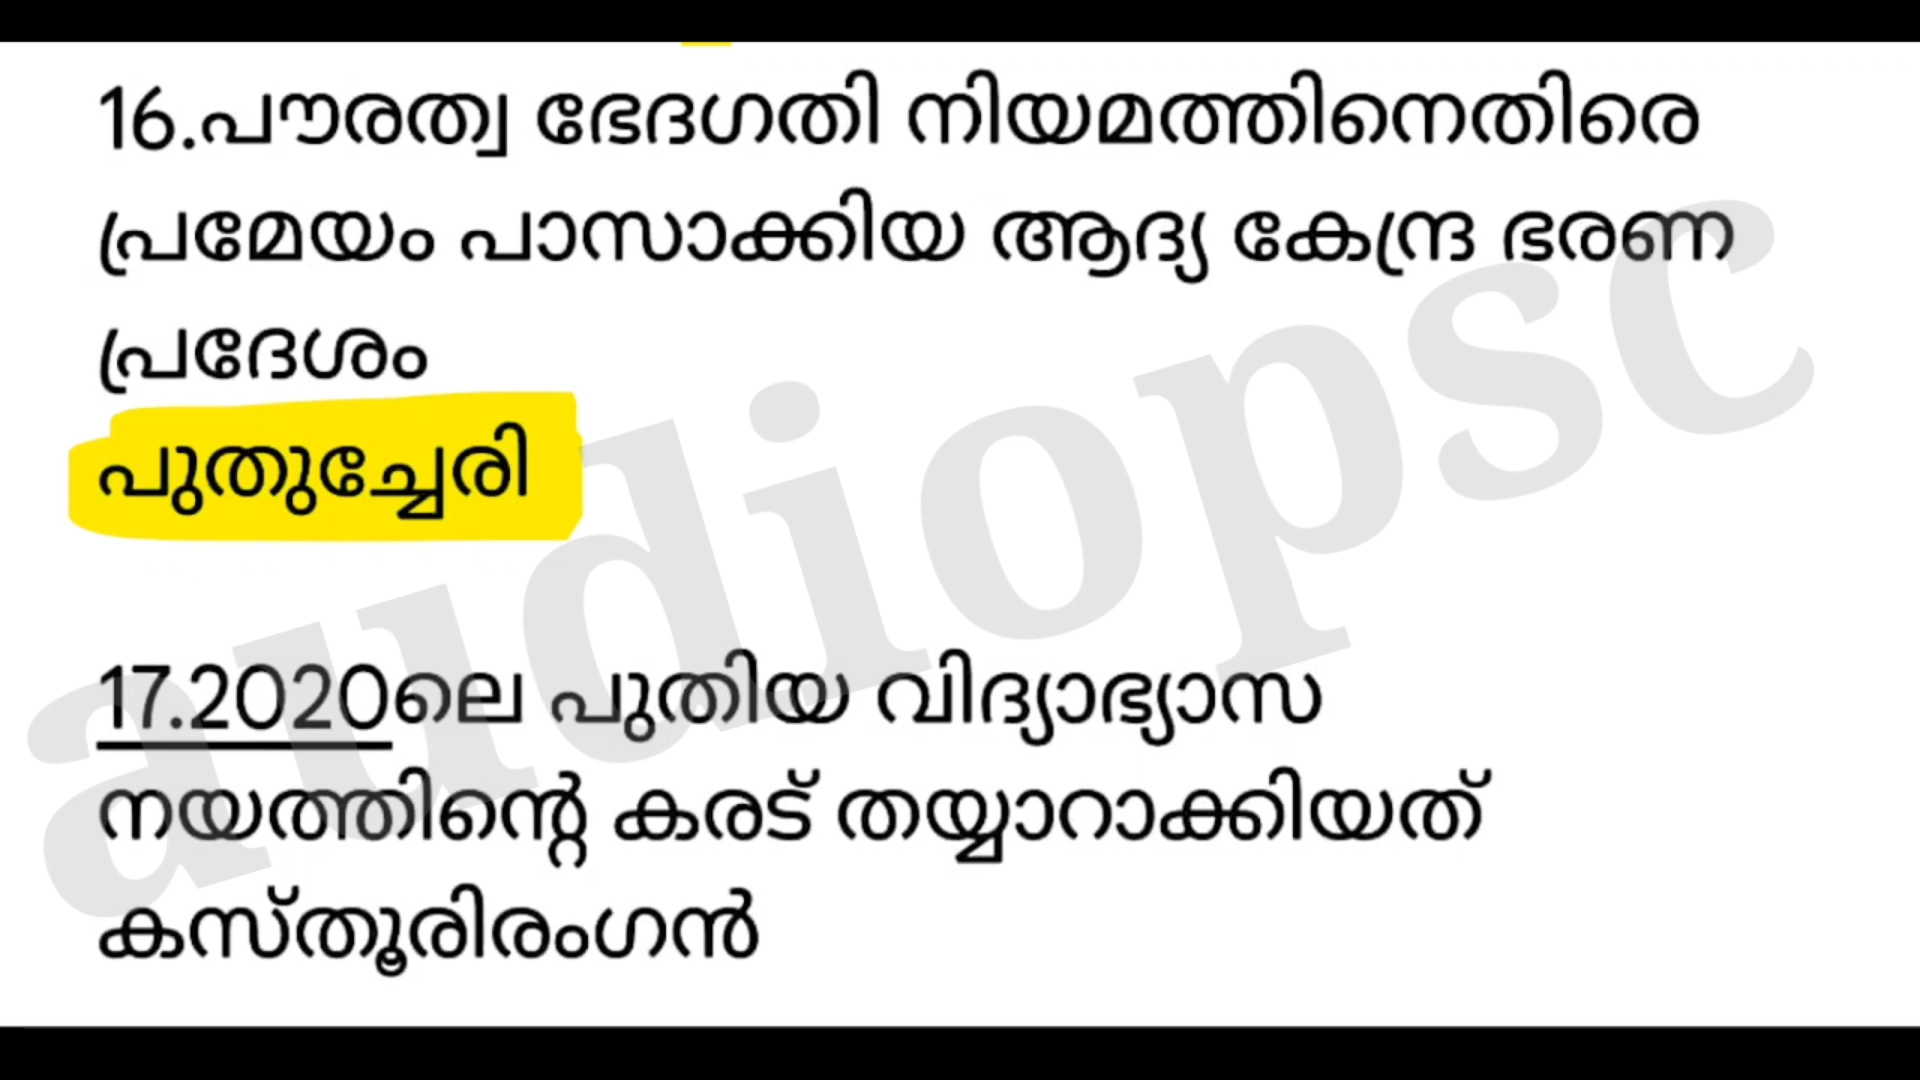 16.പൗരത്വ ഭേദഗതി നിയമത്തിനെതിരെ
പ്രമേയം പാസാക്കിയ ആദ്യ കേന്ദ്ര ഭരണ
പ്രദേശം
പുതുച്ചേരി
17.2020ലെ പുതിയ വിദ്യാഭ്യാസ
നയത്തിന്റെ കരട് തയ്യാറാക്കിയത്
കസ്തൂരിരംഗൻ
audiopsc